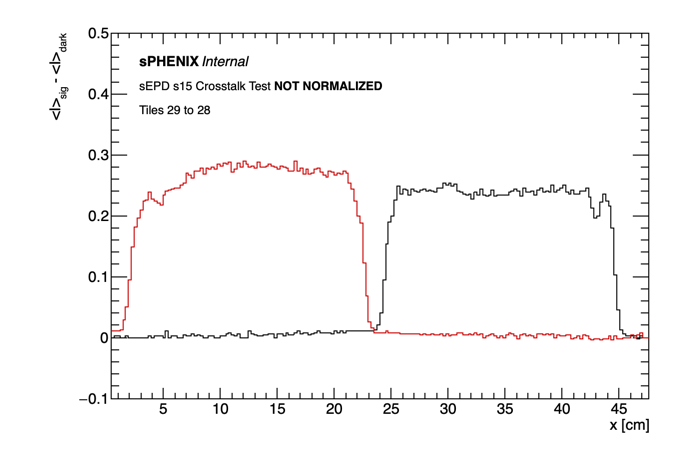 0.5
<I>sig - <I>dark
sPHENIX Internal
sEPD s15 Crosstalk Test NOT NORMALIZED
0.4
Tiles 29 to 28
0.3
0.2
0.1
0
−0.1
5 10 15 20 25 30 35 40 45
x [cm]